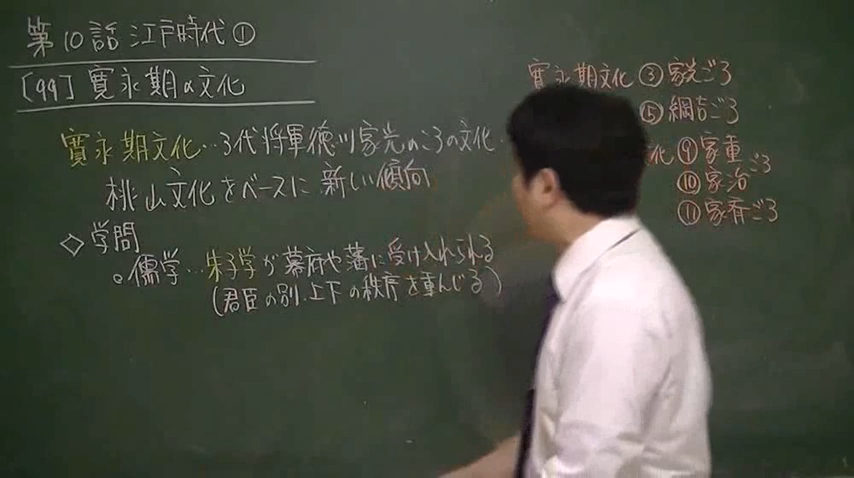 第10話 江戸時代①
[99] 寛永期の文化
寛永期文化…3代将軍徳川家光のころの文化…
桃山文化をベースに 新しい傾向
◇学問
○儒学…朱子学が幕府や藩に受け入れられる
(君臣の別、上下の秩序を重んじる)
寛永期文化 ③家光ごろ
⑤綱吉ごろ
化 ⑨家重
⑩家治 ごろ
⑪家斉ごろ